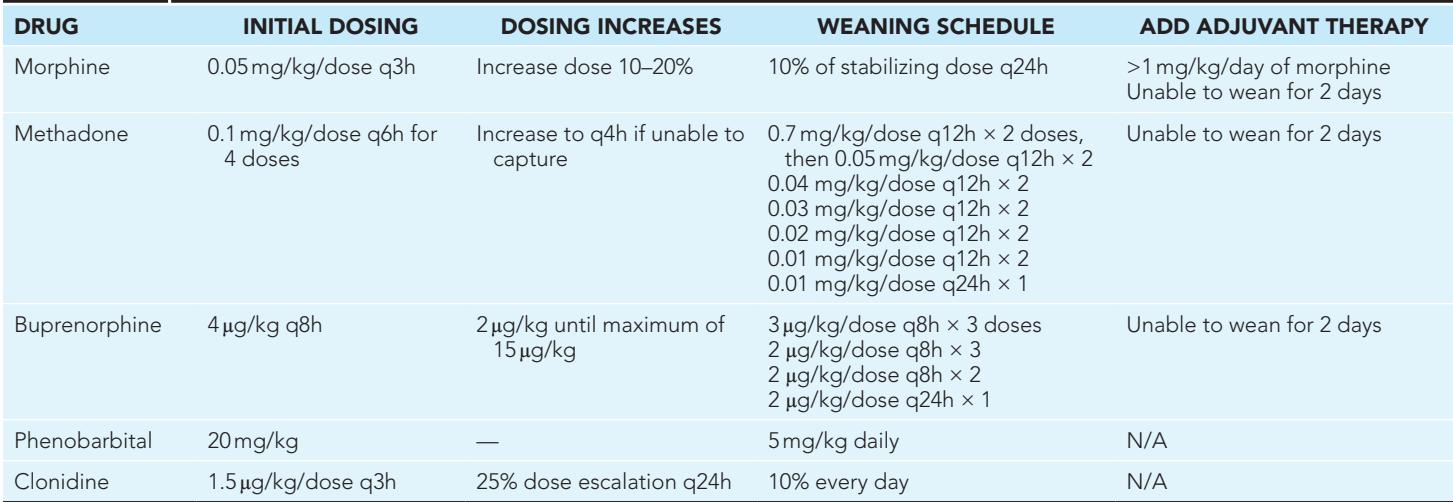 DRUG INITIAL DOSING DOSING INCREASES WEANING SCHEDULE ADD ADJUVANT THERAPY
Morphine 0.05 mg/kg/dose q3h Increase dose 10–20% 10% of stabilizing dose q24h >1 mg/kg/day of morphine
Unable to wean for 2 days
Methadone 0.1 mg/kg/dose q6h for Increase to q4h if unable to 0.7 mg/kg/dose q12h × 2 doses, Unable to wean for 2 days
4 doses capture then 0.05 mg/kg/dose q12h × 2
0.04 mg/kg/dose q12h × 2
0.03 mg/kg/dose q12h × 2
0.02 mg/kg/dose q12h × 2
0.01 mg/kg/dose q12h × 2
0.01 mg/kg/dose q24h × 1
Buprenorphine 4 μg/kg q8h 2 μg/kg until maximum of 3 μg/kg/dose q8h × 3 doses Unable to wean for 2 days
15 μg/kg 2 μg/kg/dose q8h × 3
2 μg/kg/dose q8h × 2
2 μg/kg/dose q24h × 1
Phenobarbital 20 mg/kg — 5 mg/kg daily N/A
Clonidine 1.5 μg/kg/dose q3h 25% dose escalation q24h 10% every day N/A